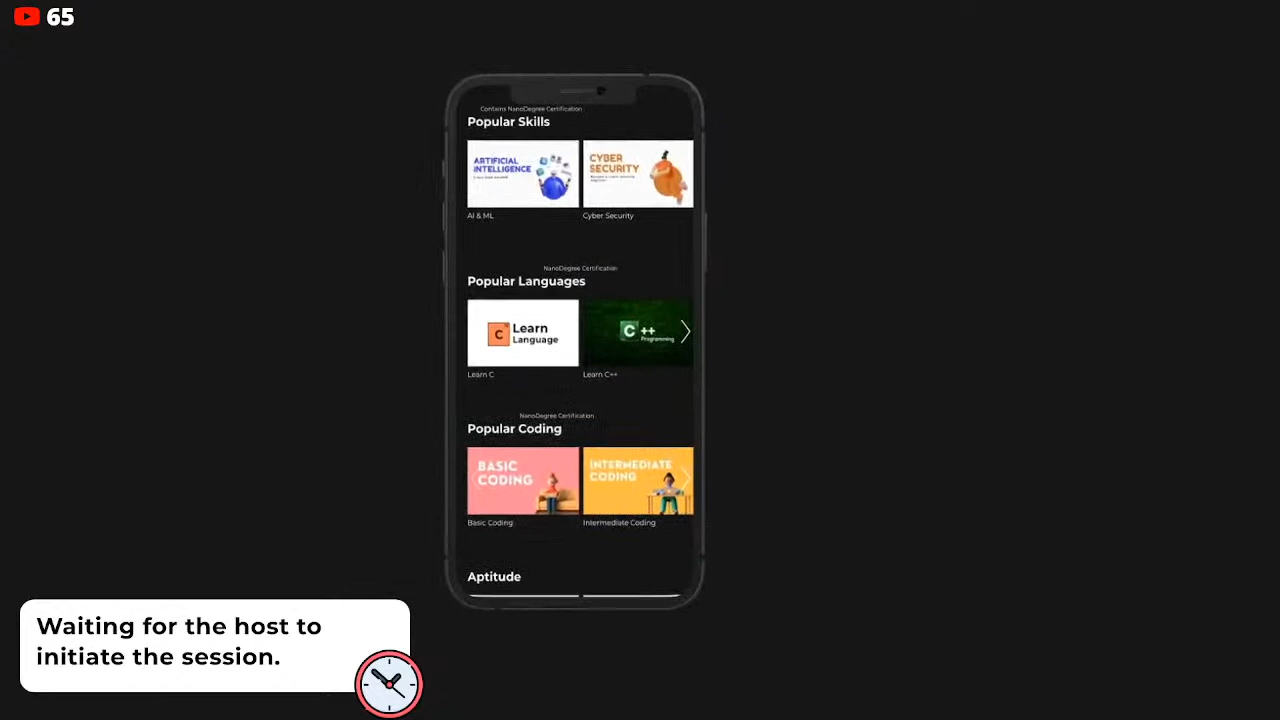 65
Contains NanoDegree Certification
Popular Skills
ARTIFICIAL
INTELLIGENCE
CYBER
SECURITY
AI & ML
Cyber Security
NanoDegree Certification
Popular Languages
C Learn
Language
C ++
Programming
Learn C
Learn C++
NanoDegree Certification
Popular Coding
BASIC
CODING
INTERMEDIATE
CODING
Basic Coding
Intermediate Coding
Aptitude
Waiting for the host to
initiate the session.